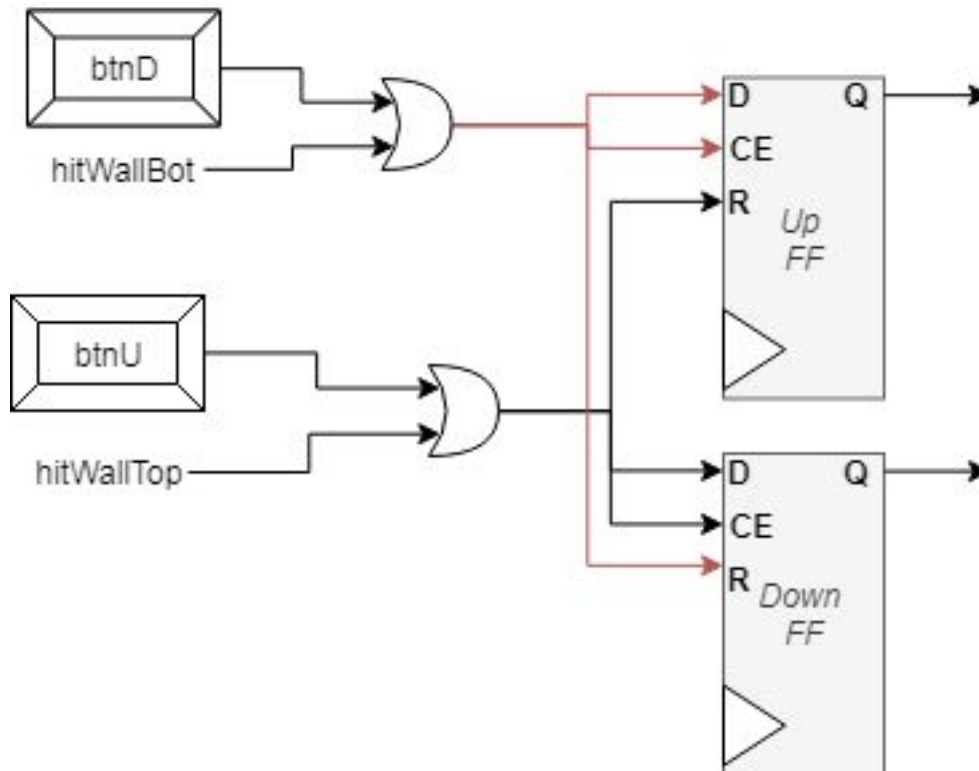 btnD
hitWallBot
D
Q
CE
R
Up
FF
btnU
hitWallTop
D
Q
CE
R
Down
FF